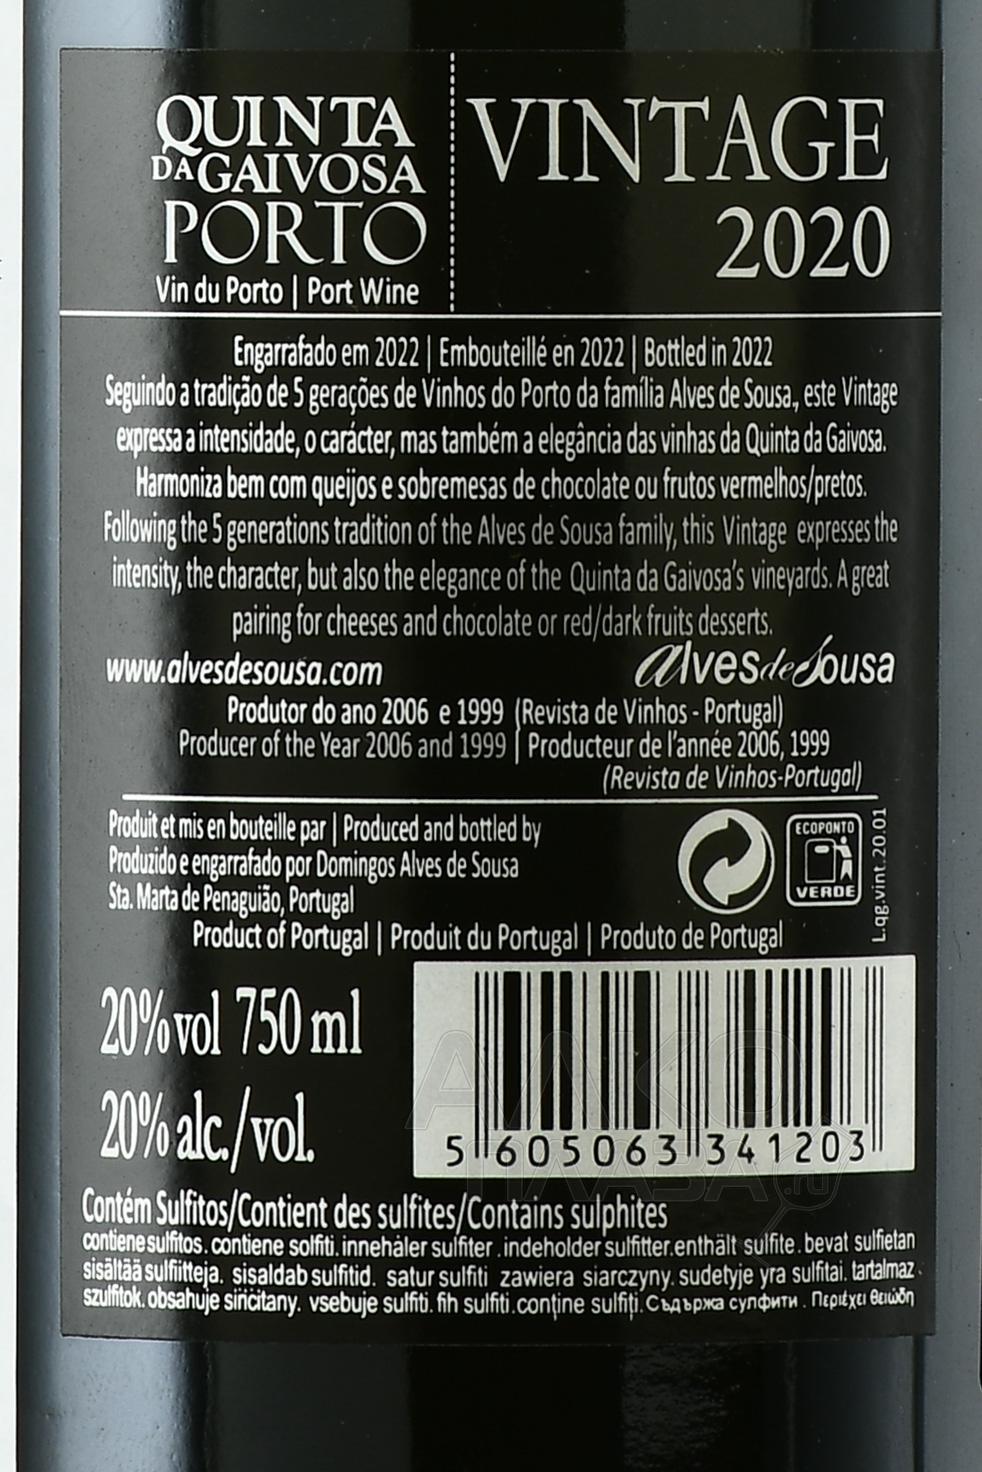 QUINTA
DA GAIVOSA
PORTO
Vin du Porto | Port Wine
VINTAGE
2020
Engarrafado em 2022 | Embouteillé en 2022 | Bottled in 2022
Seguindo a tradição de 5 gerações de Vinhos do Porto da família Alves de Sousa., este Vintage
expressa a intensidade, o carácter, mas também a elegância das vinhas da Quinta da Gaivosa.
Harmoniza bem com queijos e sobremesas de chocolate ou frutos vermelhos/pretos.
Following the 5 generations tradition of the Alves de Sousa family, this Vintage expresses the
intensity, the character, but also the elegance of the Quinta da Gaivosa's vineyards. A great
pairing for cheeses and chocolate or red/dark fruits desserts.
www.alvesdesousa.com
alves de Sousa
Produtor do ano 2006 e 1999 (Revista de Vinhos - Portugal)
Producer of the Year 2006 and 1999 | Producteur de l'année 2006, 1999
(Revista de Vinhos-Portugal)
Produit et mis en bouteille par | Produced and bottled by
Produzido e engarrafado por Domingos Alves de Sousa
Sta. Marta de Penaguião, Portugal
ECOPONTO
VERDE
L.qg.vint.20.01
Product of Portugal | Produit du Portugal | Produto de Portugal
20%vol 750 ml
20% alc./vol.
5 605063 341203
Contém Sulfitos/Contient des sulfites/Contains sulphites
contiene sulfitos. contiene solfiti. innehåler sulfiter .indeholder sulfitter.enthält sulfite. bevat sulfietan
sisältää sulfiitteja. sisaldab sulfitid. satur sulfiti zawiera siarczyny. sudetyje yra sulfitai. tartalmaz
szulfitok. obsahuje sirićitany. vsebuje sulfiti. fih sulfiti.conține sulfiți. Съдържа сулфити . Περιέχει θειώδη
АЛКО
ПЛАЗА.ru